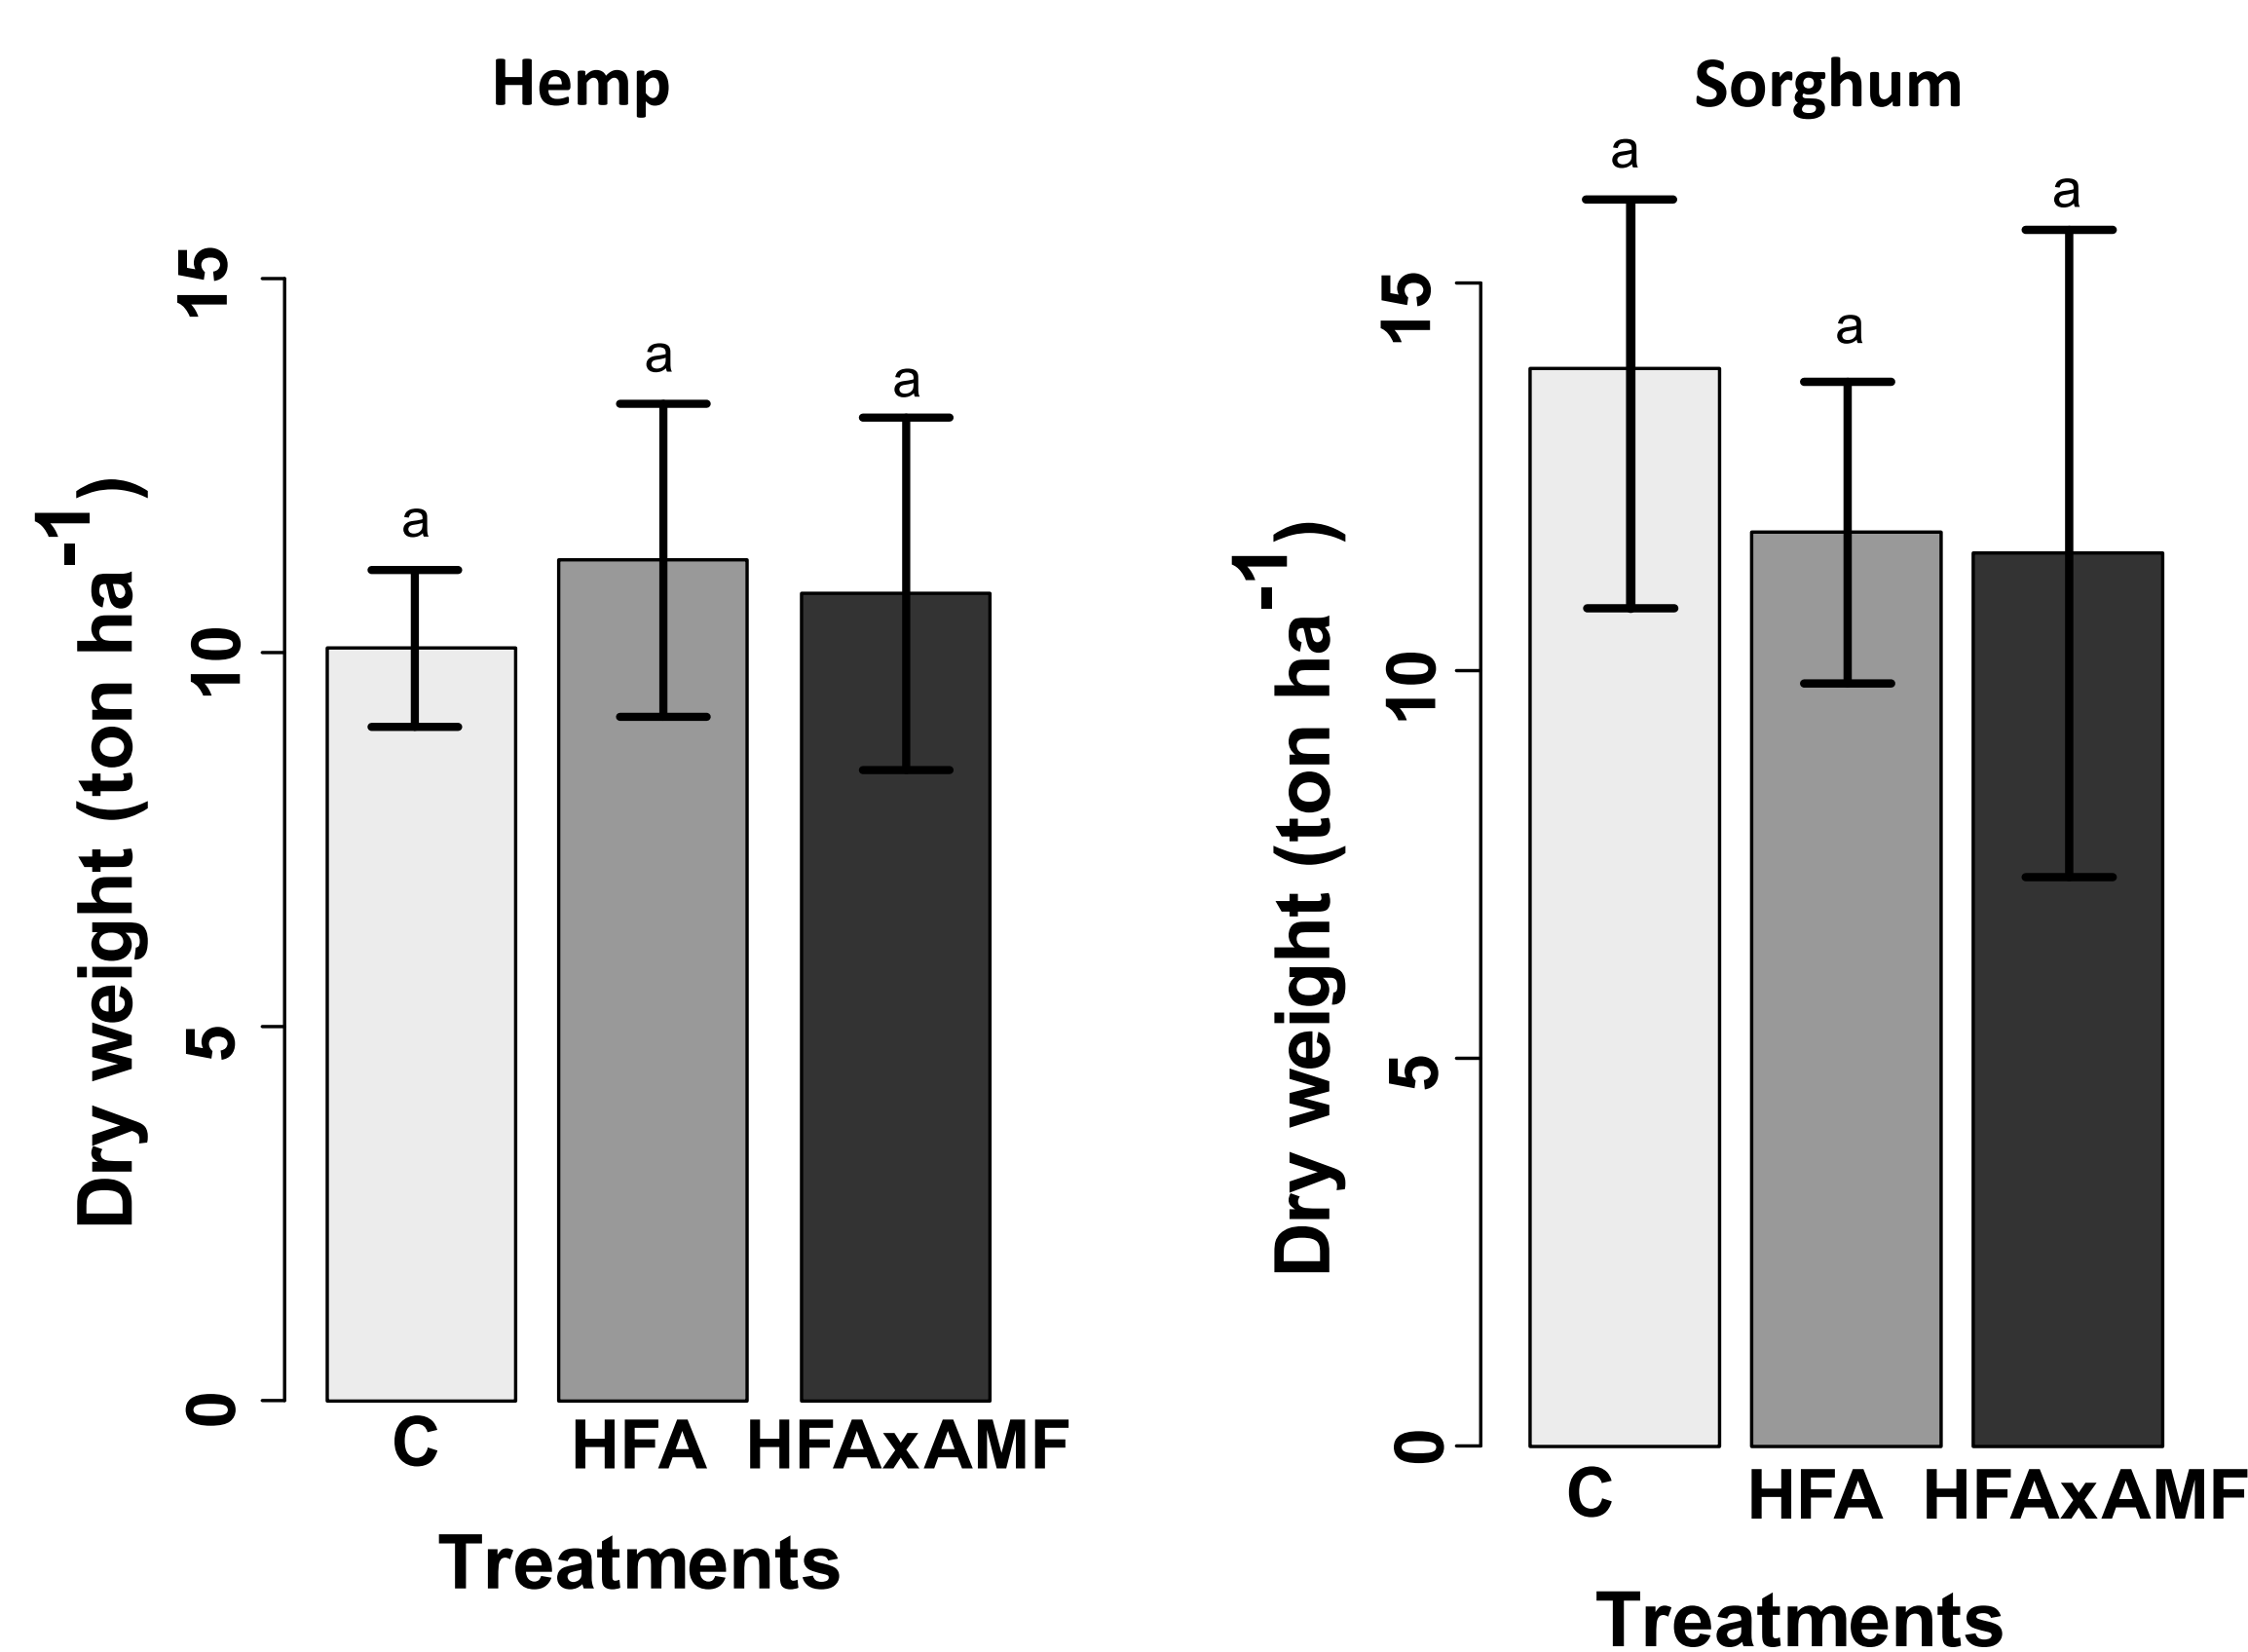 Hemp
a
a
a
15
10
5
0
Dry weight (ton ha-1)
C HFA HFAxAMF
Treatments
Sorghum
a
a
a
15
10
5
0
Dry weight (ton ha-1)
C HFA HFAxAMF
Treatments